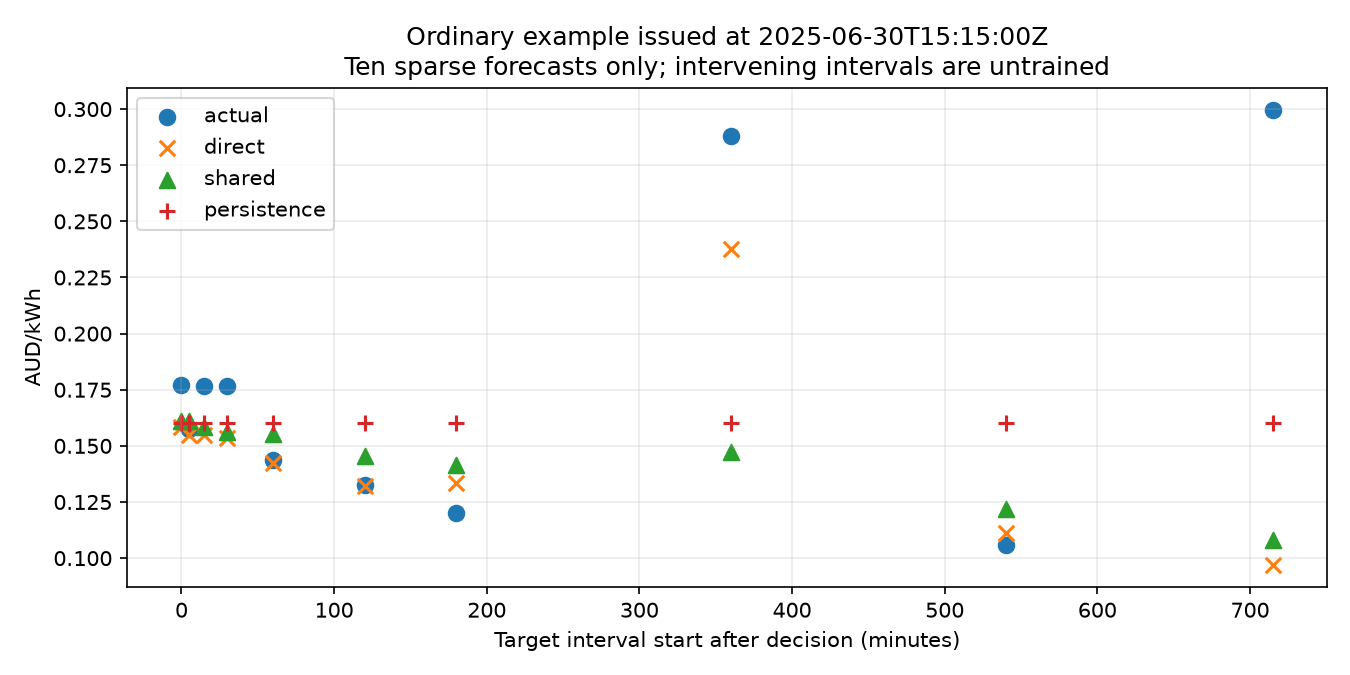 Ordinary example issued at 2025-06-30T15:15:00Z
Ten sparse forecasts only; intervening intervals are untrained
actual
direct
shared
persistence
AUD/kWh
0.300
0.275
0.250
0.225
0.200
0.175
0.150
0.125
0.100
0 100 200 300 400 500 600 700
Target interval start after decision (minutes)